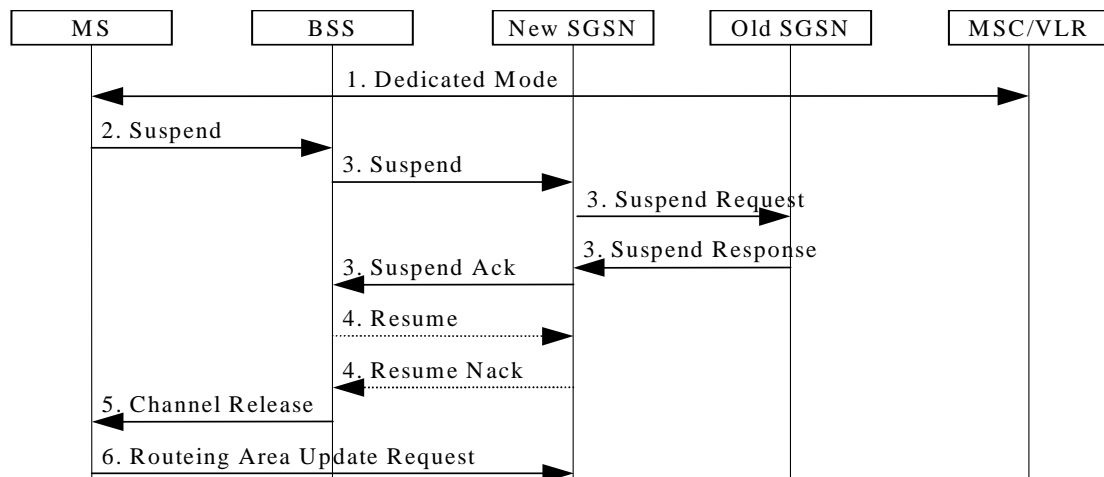 MS BSS New SGSN Old SGSN MSC/VLR
1. Dedicated Mode
2. Suspend
3. Suspend
3. Suspend Request
3. Suspend Response
3. Suspend Ack
4. Resume
4. Resume Nack
5. Channel Release
6. Routeing Area Update Request